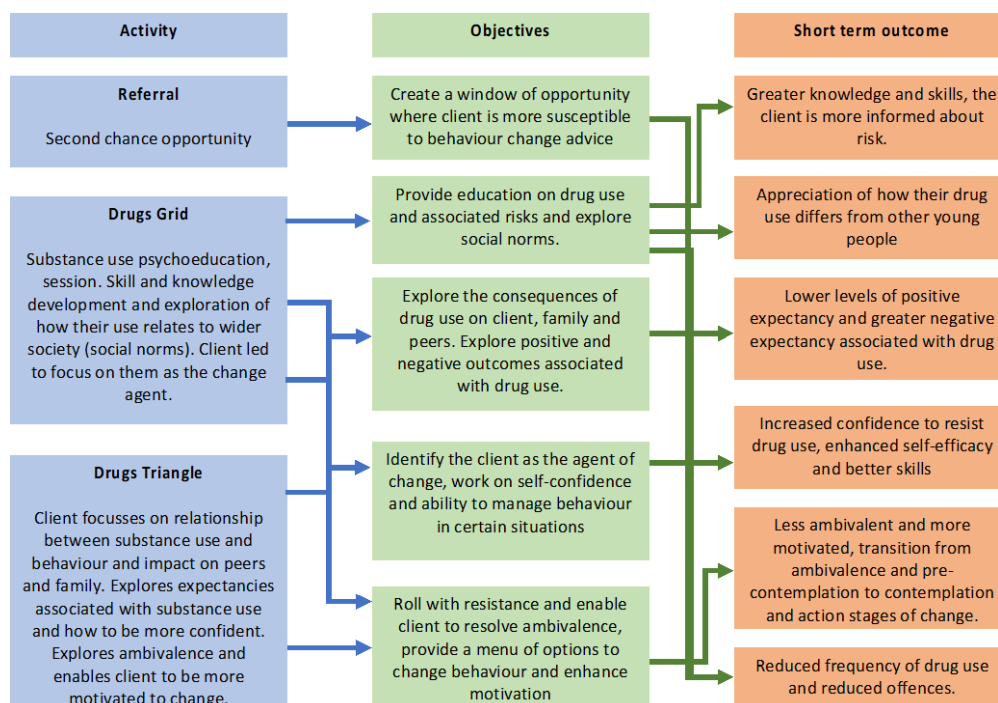 Activity
Referral
Second chance opportunity
Drugs Grid
Substance use psychoeducation,
session. Skill and knowledge
development and exploration of
how their use relates to wider
society (social norms). Client led
to focus on them as the change
agent.
Drugs Triangle
Client focusses on relationship
between substance use and
behaviour and impact on peers
and family. Explores expectancies
associated with substance use
and how to be more confident.
Explores ambivalence and
enables client to be more
motivated to change.
Objectives
Create a window of opportunity
where client is more susceptible
to behaviour change advice
Provide education on drug use
and associated risks and explore
social norms.
Explore the consequences of
drug use on client, family and
peers. Explore positive and
negative outcomes associated
with drug use.
Identify the client as the agent of
change, work on self-confidence
and ability to manage behaviour
in certain situations
Roll with resistance and enable
client to resolve ambivalence,
provide a menu of options to
change behaviour and enhance
motivation
Short term outcome
Greater knowledge and skills, the
client is more informed about
risk.
Appreciation of how their drug
use differs from other young
people
Lower levels of positive
expectancy and greater negative
expectancy associated with drug
use.
Increased confidence to resist
drug use, enhanced self-efficacy
and better skills
Less ambivalent and more
motivated, transition from
ambivalence and pre-
contemplation to contemplation
and action stages of change.
Reduced frequency of drug use
and reduced offences.